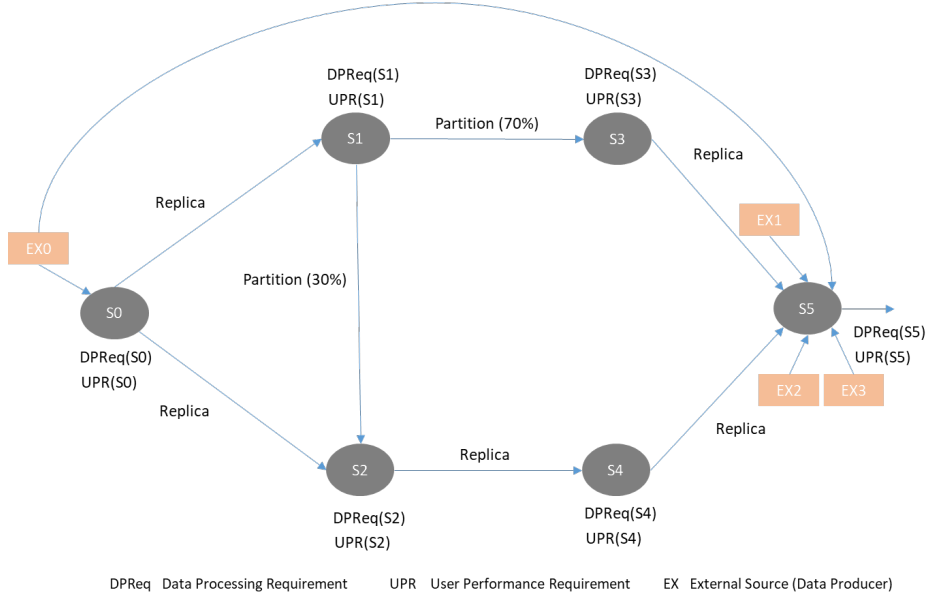 DPReq(S1)
UPR(S1)
DPReq(S3)
UPR(S3)
S1
Partition (70%)
S3
Replica
Replica
EX1
EX0
Partition (30%)
S0
S5
DPReq(S0)
UPR(S0)
DPReq(S5)
UPR(S5)
EX2
EX3
Replica
Replica
S2
Replica
S4
DPReq(S2)
UPR(S2)
DPReq(S4)
UPR(S4)
DPReq Data Processing Requirement UPR User Performance Requirement EX External Source (Data Producer)